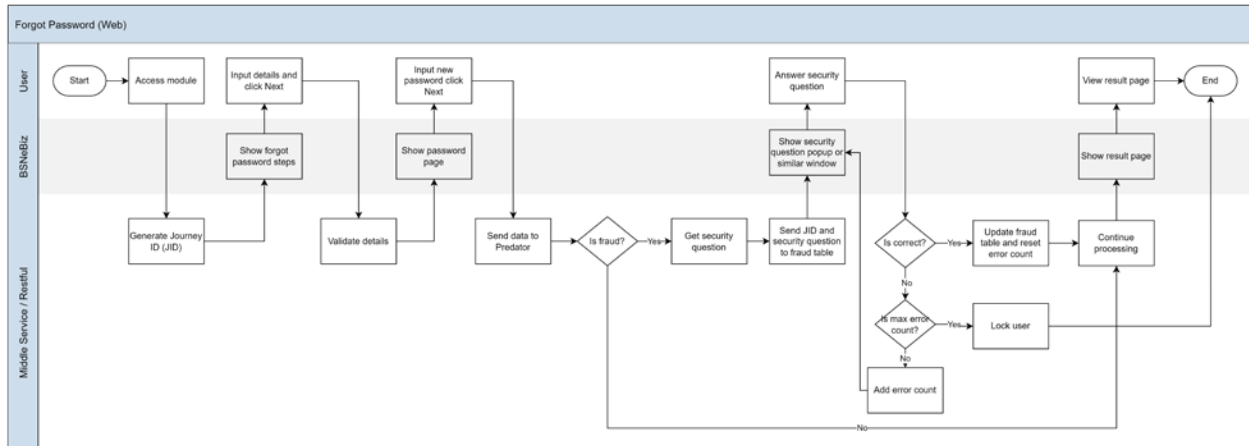 Forgot Password (Web)
User
Start
Access module
Input details and
click Next
Input new
password click
Next
Answer security
question
View result page
End
BSNeBiz
Show forgot
password steps
Show password
page
Show security
question popup or
similar window
Show result page
Middle Service / Restful
Generate Journey
ID (JID)
Validate details
Send data to
Predator
Is fraud?
Yes
Get security
question
Send JID and
security question
to fraud table
Is correct?
Yes
Update fraud
table and reset
error count
Continue
processing
No
Is max error
count?
Yes
Lock user
No
Add error count
No